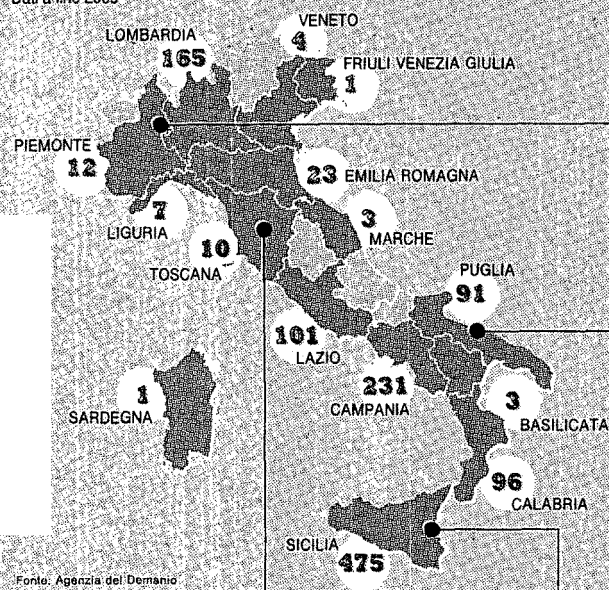 VENETO
4
LOMBARDIA
165
FRIULI VENEZIA GIULIA
1
PIEMONTE
12
23 EMILIA ROMAGNA
7
LIGURIA
3
MARCHE
10
TOSCANA
PUGLIA
91
101
LAZIO
231
CAMPANIA
1
SARDEGNA
3
BASILICATA
96
CALABRIA
SICILIA
475
Fonte: Agenzia del Demanio